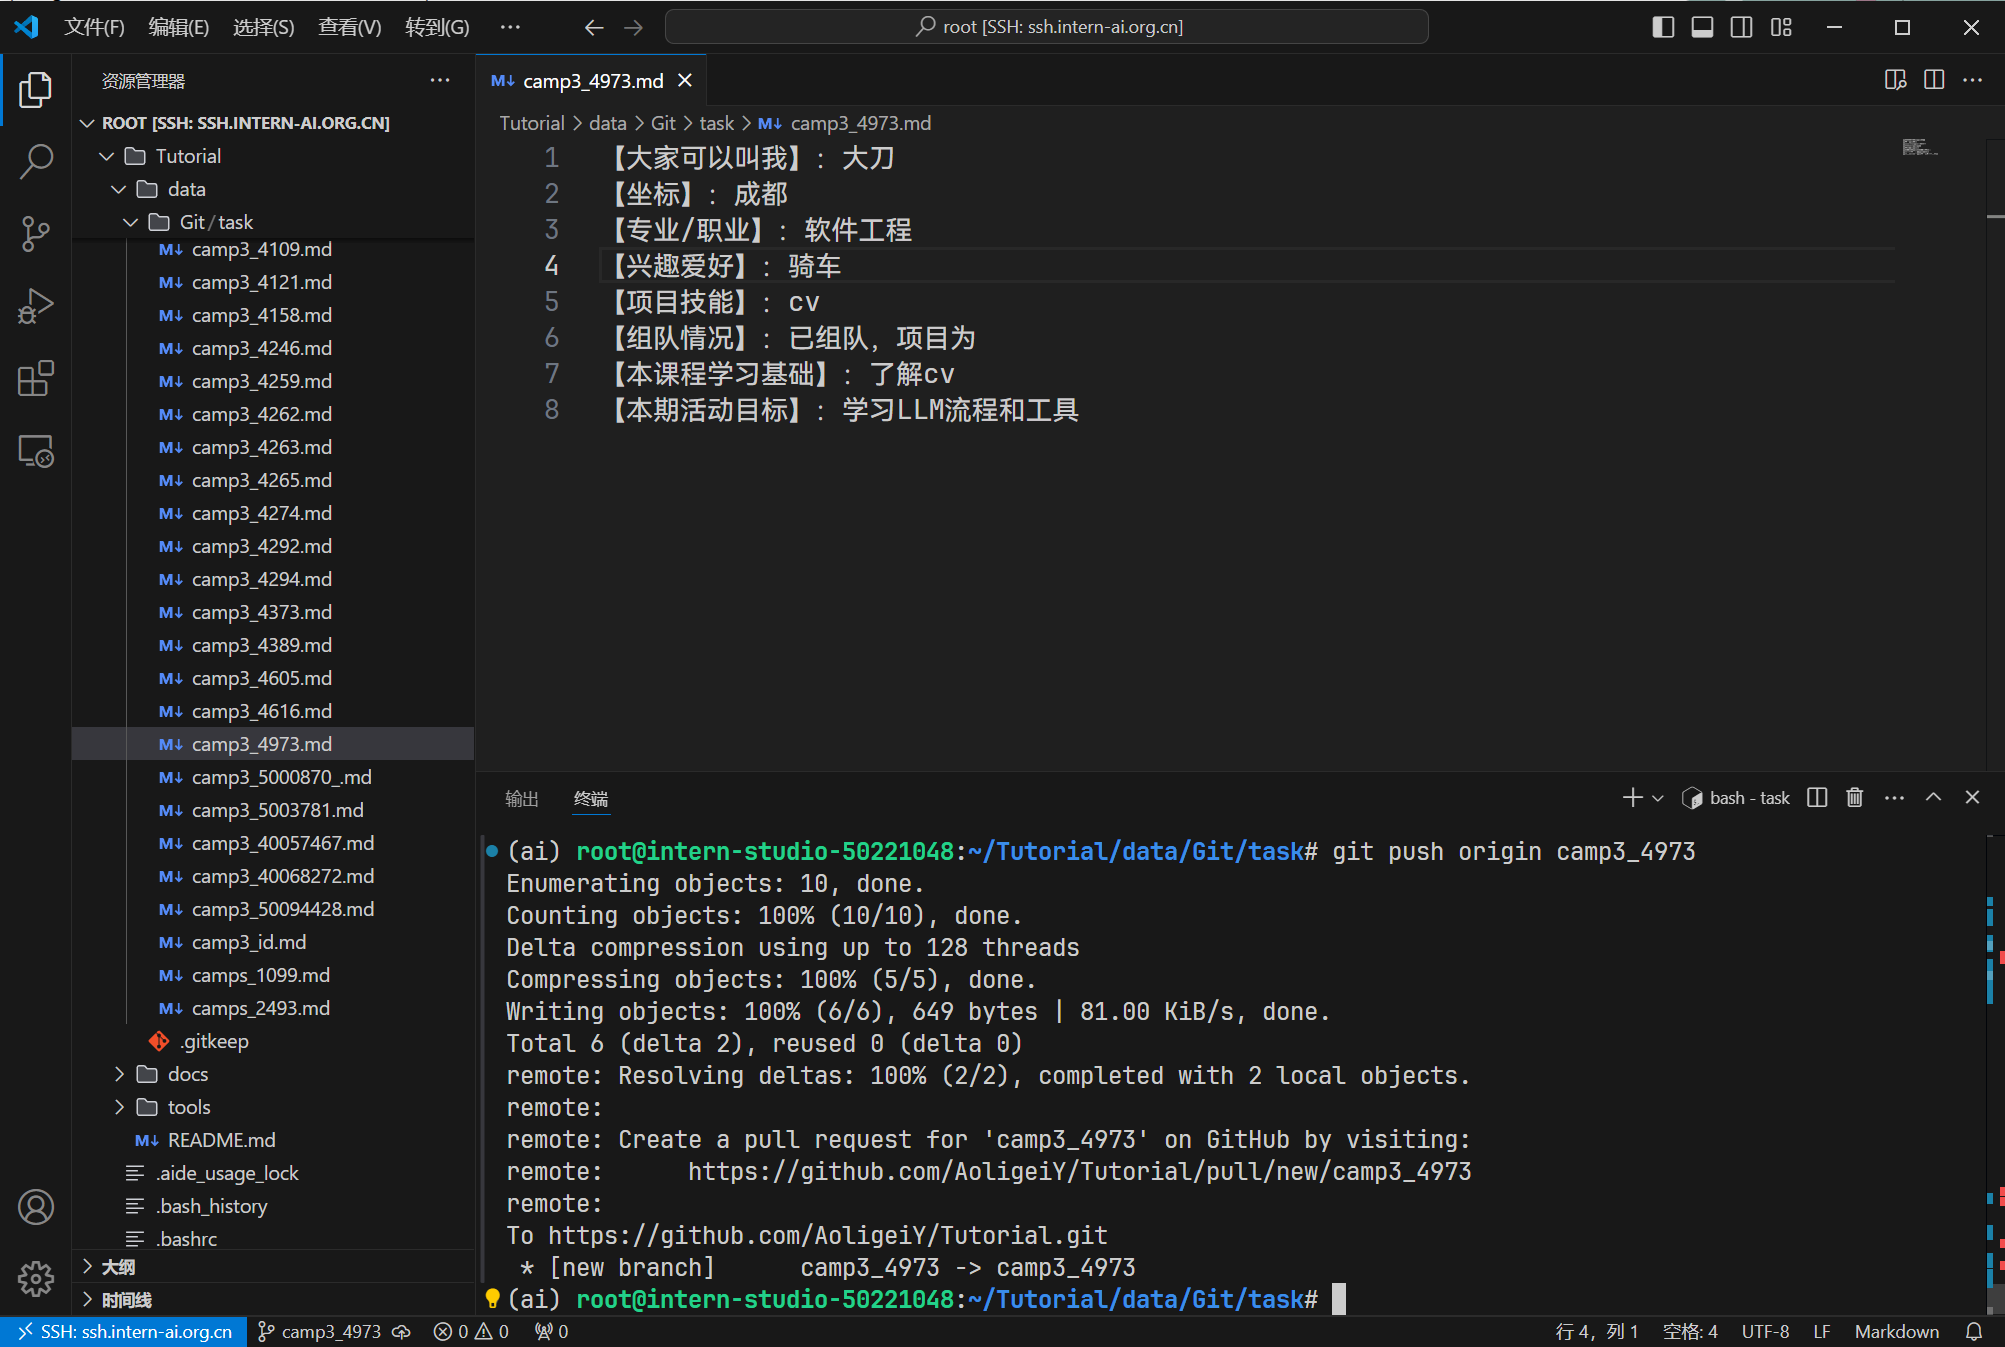 文件(F) 编辑(E) 选择(S) 查看(V) 转到(G) ··· root [SSH: ssh.intern-ai.org.cn]
资源管理器 ···
ROOT [SSH: SSH.INTERN-AI.ORG.CN]
Tutorial
data
Git/task
camp3_4109.md
camp3_4121.md
camp3_4158.md
camp3_4246.md
camp3_4259.md
camp3_4262.md
camp3_4263.md
camp3_4265.md
camp3_4274.md
camp3_4292.md
camp3_4294.md
camp3_4373.md
camp3_4389.md
camp3_4605.md
camp3_4616.md
camp3_4973.md
camp3_5000870_.md
camp3_5003781.md
camp3_40057467.md
camp3_40068272.md
camp3_50094428.md
camp3_id.md
camps_1099.md
camps_2493.md
.gitkeep
docs
tools
README.md
.aide_usage_lock
.bash_history
.bashrc
大纲
时间线
camp3_4973.md
Tutorial > data > Git > task > camp3_4973.md
1 【大家可以叫我】：大刀
2 【坐标】：成都
3 【专业/职业】：软件工程
4 【兴趣爱好】：骑车
5 【项目技能】：cv
6 【组队情况】：已组队，项目为
7 【本课程学习基础】：了解cv
8 【本期活动目标】：学习LLM流程和工具
输出 终端 bash - task
(ai) root@intern-studio-50221048:~/Tutorial/data/Git/task# git push origin camp3_4973
Enumerating objects: 10, done.
Counting objects: 100% (10/10), done.
Delta compression using up to 128 threads
Compressing objects: 100% (5/5), done.
Writing objects: 100% (6/6), 649 bytes | 81.00 KiB/s, done.
Total 6 (delta 2), reused 0 (delta 0)
remote: Resolving deltas: 100% (2/2), completed with 2 local objects.
remote:
remote: Create a pull request for 'camp3_4973' on GitHub by visiting:
remote:      https://github.com/AoligeiY/Tutorial/pull/new/camp3_4973
remote:
To https://github.com/AoligeiY/Tutorial.git
 * [new branch]      camp3_4973 -> camp3_4973
(ai) root@intern-studio-50221048:~/Tutorial/data/Git/task#
SSH: ssh.intern-ai.org.cn camp3_4973 0 0 0 行 4，列 1 空格: 4 UTF-8 LF Markdown